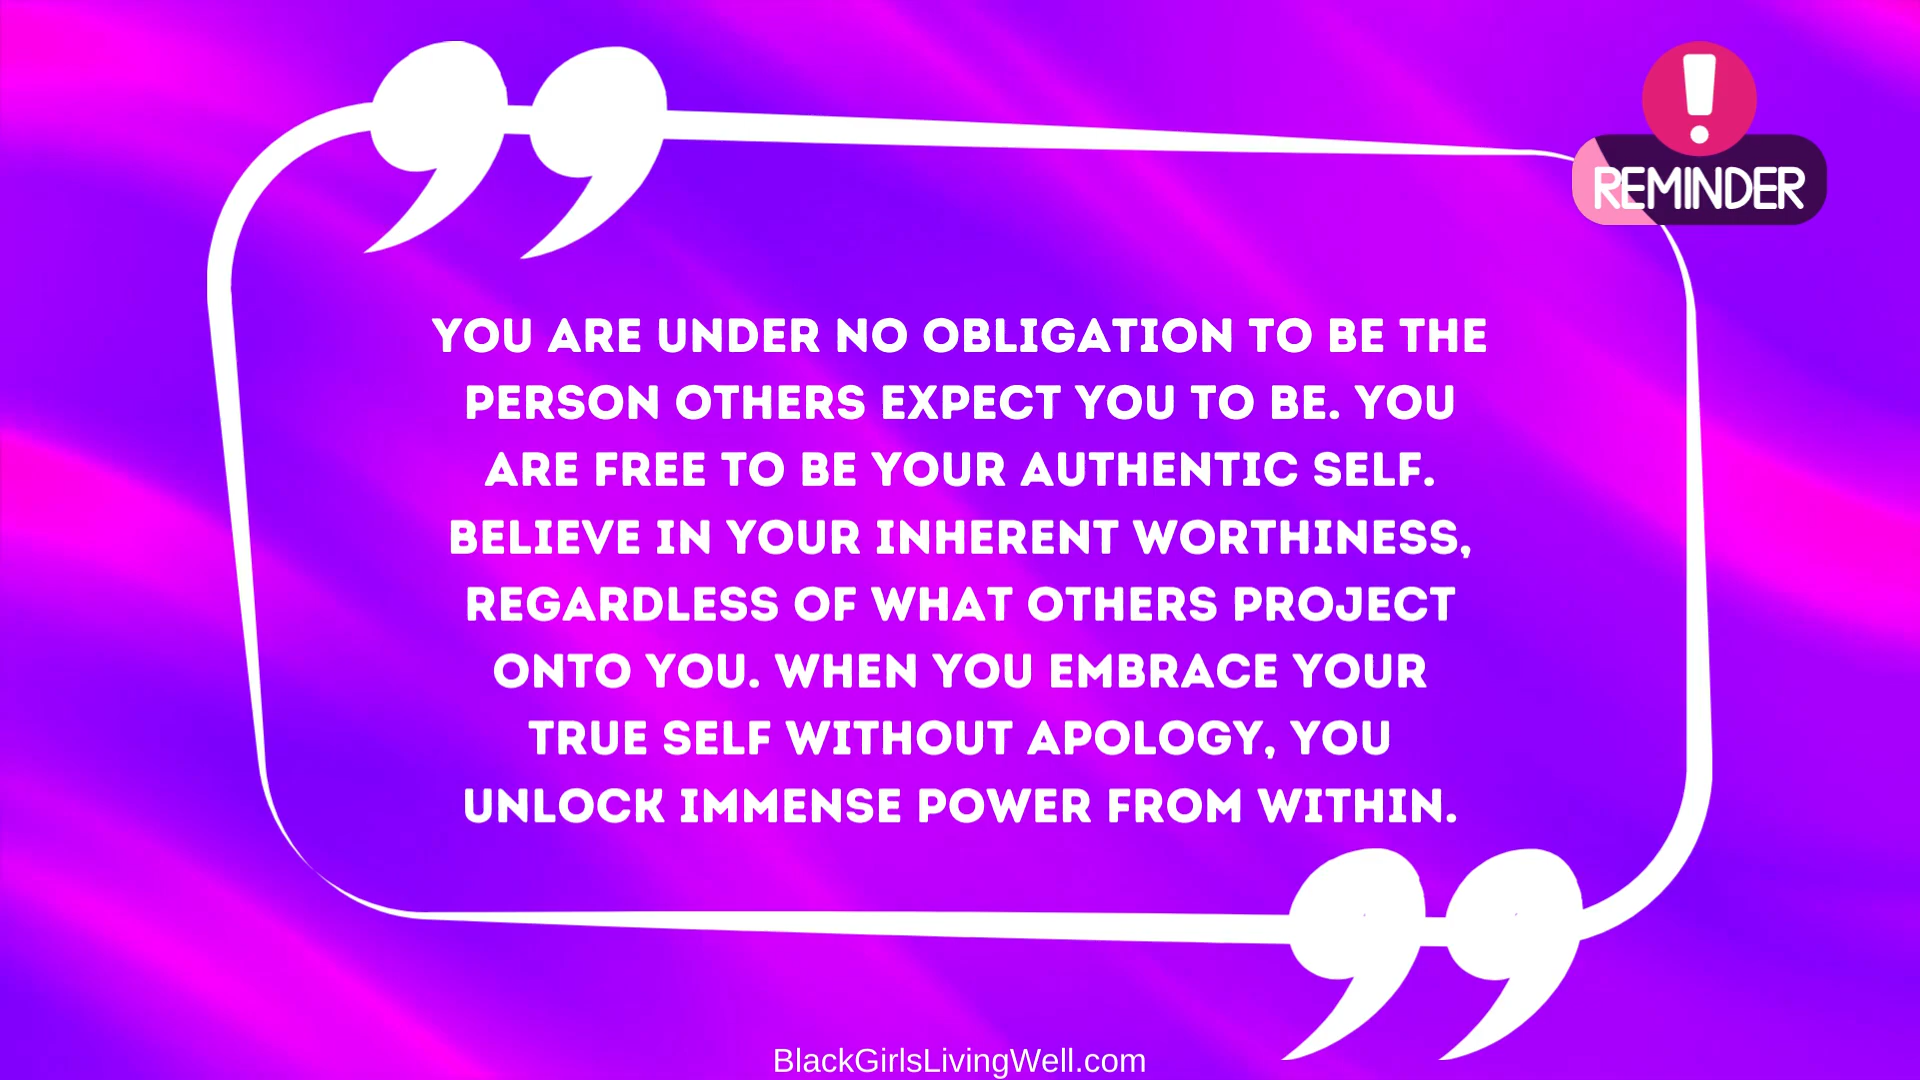 !
REMINDER
YOU ARE UNDER NO OBLIGATION TO BE THE
PERSON OTHERS EXPECT YOU TO BE. YOU
ARE FREE TO BE YOUR AUTHENTIC SELF.
BELIEVE IN YOUR INHERENT WORTHINESS,
REGARDLESS OF WHAT OTHERS PROJECT
ONTO YOU. WHEN YOU EMBRACE YOUR
TRUE SELF WITHOUT APOLOGY, YOU
UNLOCK IMMENSE POWER FROM WITHIN.
BlackGirlsLivingWell.com